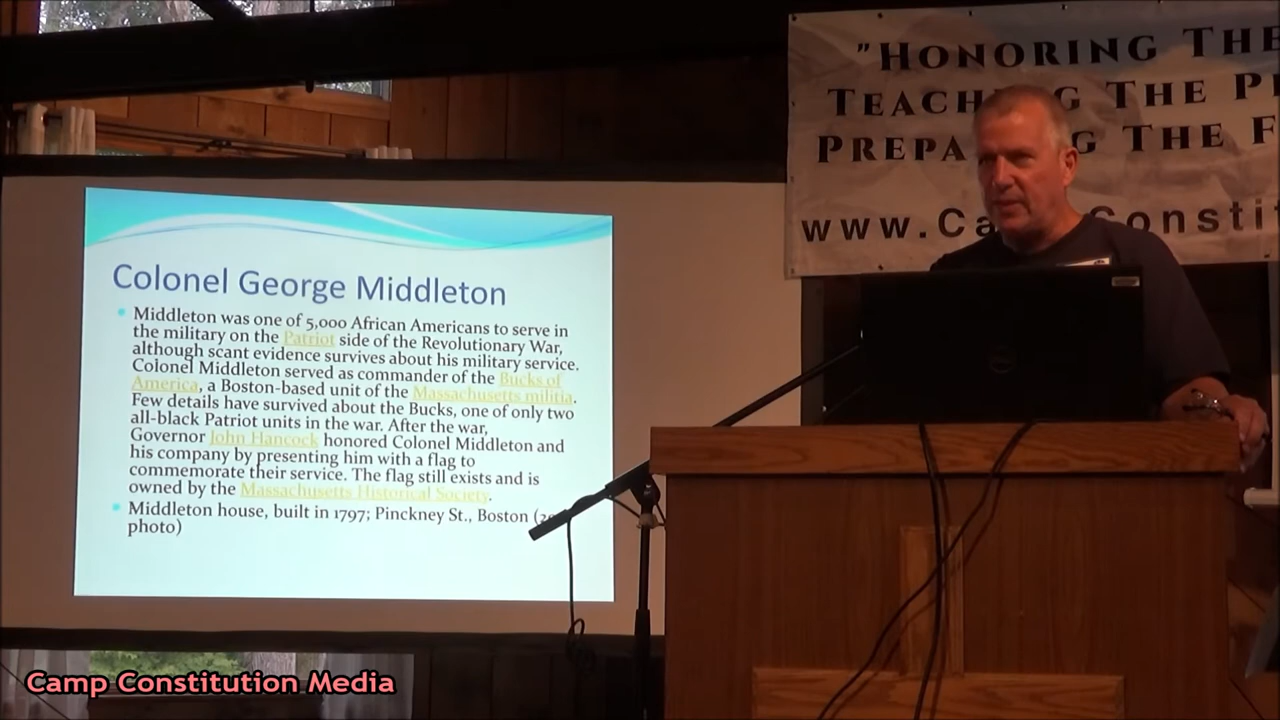 Colonel George Middleton
Middleton was one of 5,000 African Americans to serve in
the military on the Patriot side of the Revolutionary War,
although scant evidence survives about his military service.
Colonel Middleton served as commander of the Bucks of
America, a Boston-based unit of the Massachusetts militia.
Few details have survived about the Bucks, one of only two
all-black Patriot units in the war. After the war,
Governor John Hancock honored Colonel Middleton and
his company by presenting him with a flag to
commemorate their service. The flag still exists and is
owned by the Massachusetts Historical Society.
Middleton house, built in 1797; Pinckney St., Boston
photo)
"HONORING THE
TEACH G THE P
PREPA G THE F
www.Ca Constit
Camp Constitution Media